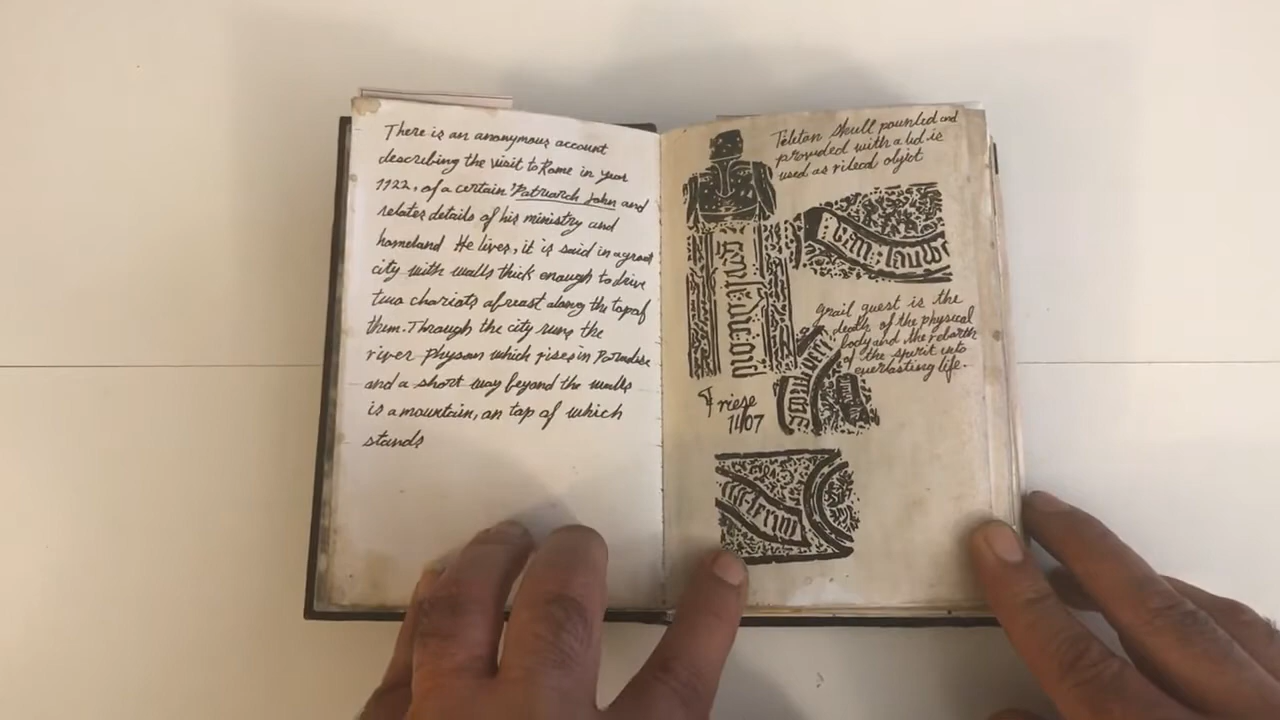 There is an anonymous account
describing the visit to Rome in year
1122, of a certain 'Patriarch John and
relates details of his ministry and
homeland He lives, it is said in a great
city with walls thick enough to drive
two chariots abreast along the top of
them. Through the city runs the
river physon which rises in Paradise
and a short way beyond the walls
is a mountain, on top of which
stands
Tibetan Skull pounted and
provided with a lid is
used as ritead objct
grail quest is the
death of the physical
body and the rebirth
of the spirit into
everlasting life.
Friese
1407